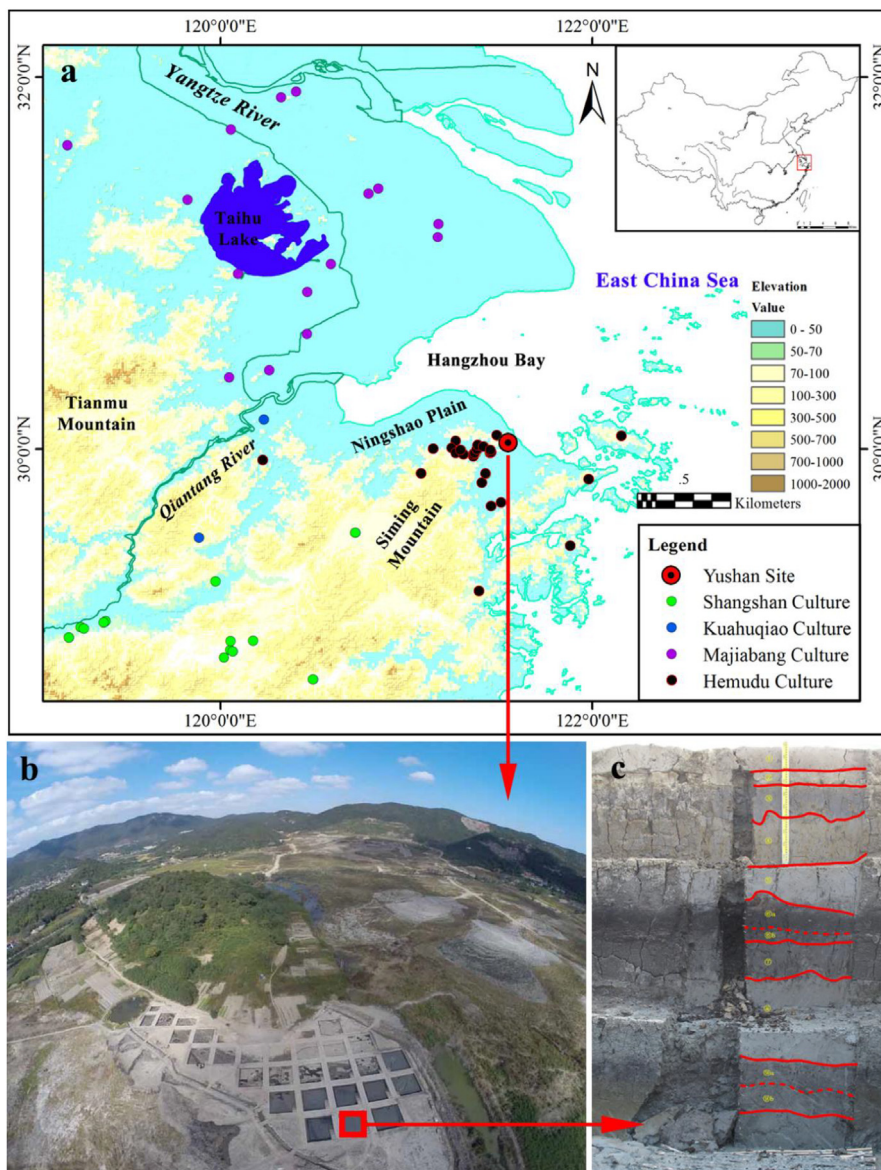 120°0'0"E
122°0'0"E
32°0'0"N
32°0'0"N
a
N
Yangtze River
Taihu
Lake
East China Sea
Elevation
Value
0 - 50
50-70
70-100
100-300
300-500
500-700
700-1000
1000-2000
Hangzhou Bay
Tianmu
Mountain
Ningshao Plain
30°0'0"N
30°0'0"N
Qiantang River
Siming
Mountain
.5
Kilometers
Legend
Yushan Site
Shangshan Culture
Kuahuqiao Culture
Majiabang Culture
Hemudu Culture
120°0'0"E
122°0'0"E
b
c